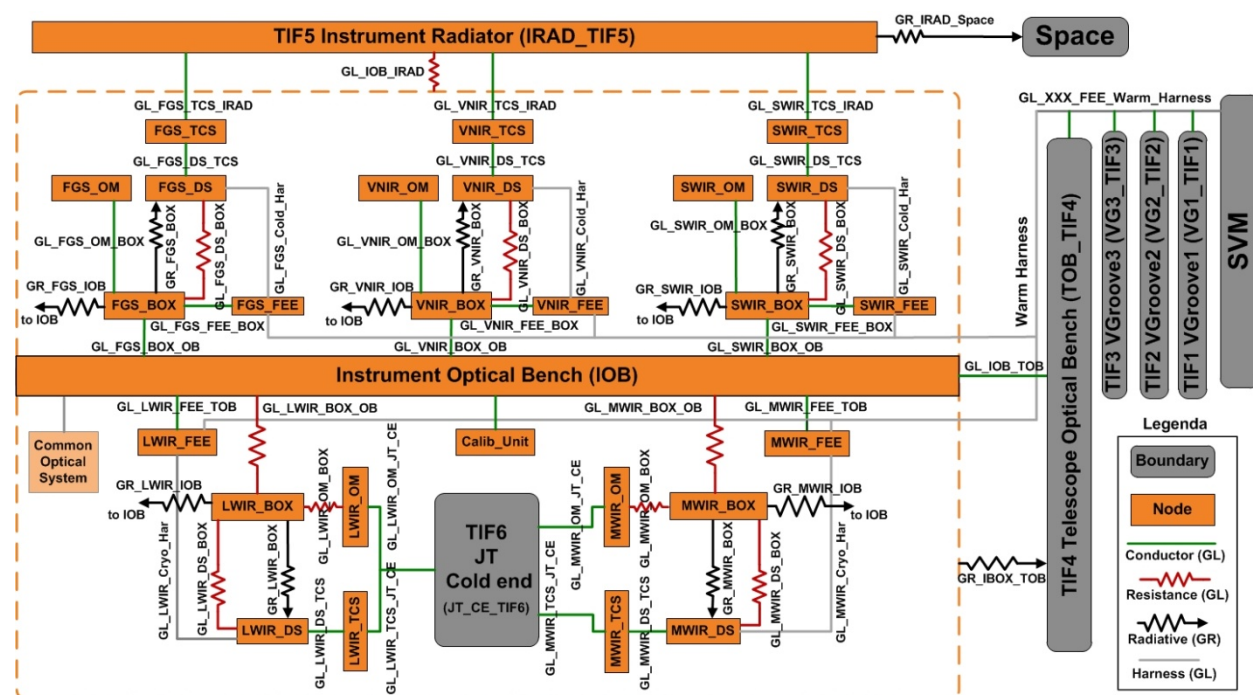 TIF5 Instrument Radiator (IRAD_TIF5)
GR_IRAD_Space
Space
GL_IOB_IRAD
GL_FGS_TCS_IRAD
GL_VNIR_TCS_IRAD
GL_SWIR_TCS_IRAD
GL_XXX_FEE_Warm_Harness
FGS_TCS
VNIR_TCS
SWIR_TCS
GL_FGS_DS_TCS
GL_VNIR_DS_TCS
GL_SWIR_DS_TCS
FGS_OM
FGS_DS
VNIR_OM
VNIR_DS
SWIR_OM
SWIR_DS
GL_FGS_OM_BOX
GR_FGS_BOX
GL_FGS_DS_BOX
GL_FGS_Cold_Har
GL_VNIR_OM_BOX
GR_VNIR_BOX
GL_VNIR_DS_BOX
GL_VNIR_Cold_Har
GL_SWIR_OM_BOX
GR_SWIR_BOX
GL_SWIR_DS_BOX
GL_SWIR_Cold_Har
GR_FGS_IOB
to IOB
FGS_BOX
FGS_FEE
GR_VNIR_IOB
to IOB
VNIR_BOX
VNIR_FEE
GR_SWIR_IOB
to IOB
SWIR_BOX
SWIR_FEE
GL_FGS_FEE_BOX
GL_VNIR_FEE_BOX
GL_SWIR_FEE_BOX
GL_FGS_BOX_OB
GL_VNIR_BOX_OB
GL_SWIR_BOX_OB
Warm Harness
TIF4 Telescope Optical Bench (TOB_TIF4)
TIF3 VGroove3 (VG3_TIF3)
TIF2 VGroove2 (VG2_TIF2)
TIF1 VGroove1 (VG1_TIF1)
SVM
Instrument Optical Bench (IOB)
GL_IOB_TOB
GL_LWIR_FEE_TOB
GL_LWIR_BOX_OB
GL_MWIR_BOX_OB
GL_MWIR_FEE_TOB
Common
Optical
System
LWIR_FEE
Calib_Unit
MWIR_FEE
GR_LWIR_IOB
to IOB
LWIR_BOX
GL_LWIR_OM_BOX
LWIR_OM
GL_LWIR_OM_JT_CE
TIF6
JT
Cold end
(JT_CE_TIF6)
GL_MWIR_OM_JT_CE
MWIR_OM
GL_MWIR_OM_BOX
MWIR_BOX
GR_MWIR_IOB
to IOB
GL_LWIR_Cryo_Har
GL_LWIR_DS_BOX
GR_LWIR_BOX
LWIR_DS
GL_LWIR_DS_TCS
LWIR_TCS
GL_LWIR_TCS_JT_CE
GL_MWIR_TCS_JT_CE
MWIR_TCS
GL_MWIR_DS_TCS
MWIR_DS
GR_MWIR_BOX
GL_MWIR_DS_BOX
GL_MWIR_Cryo_Har
GR_IBOX_TOB
Legenda
Boundary
Node
Conductor (GL)
Resistance (GL)
Radiative (GR)
Harness (GL)